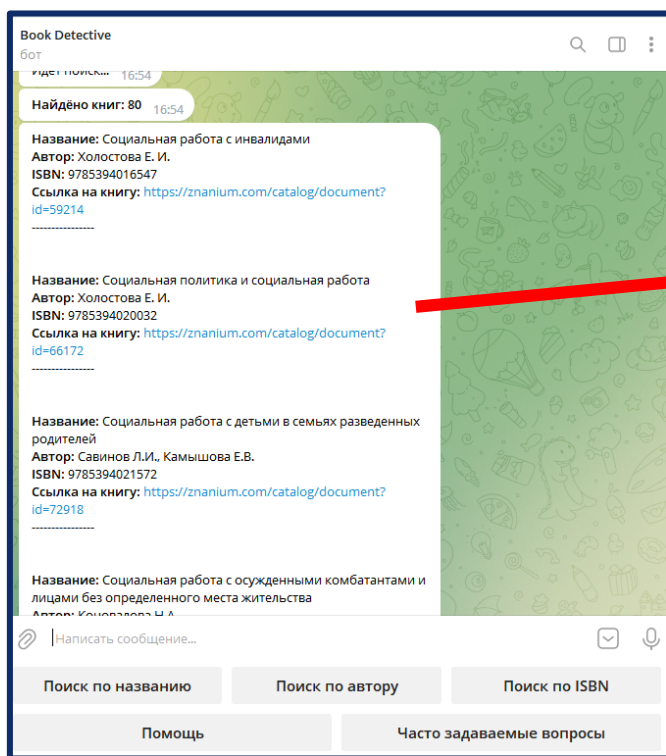 Book Detective
бот
Идёт поиск... 16:54
Найдёно книг: 80 16:54
Название: Социальная работа с инвалидами
Автор: Холостова Е. И.
ISBN: 9785394016547
Ссылка на книгу: https://znanium.com/catalog/document?
id=59214
----------------
Название: Социальная политика и социальная работа
Автор: Холостова Е. И.
ISBN: 9785394020032
Ссылка на книгу: https://znanium.com/catalog/document?
id=66172
----------------
Название: Социальная работа с детьми в семьях разведенных
родителей
Автор: Савинов Л.И., Камышова Е.В.
ISBN: 9785394021572
Ссылка на книгу: https://znanium.com/catalog/document?
id=72918
----------------
Название: Социальная работа с осужденными комбатантами и
лицами без определенного места жительства
Автор: Коновалова Н.А.
Написать сообщение...
Поиск по названию Поиск по автору Поиск по ISBN
Помощь Часто задаваемые вопросы